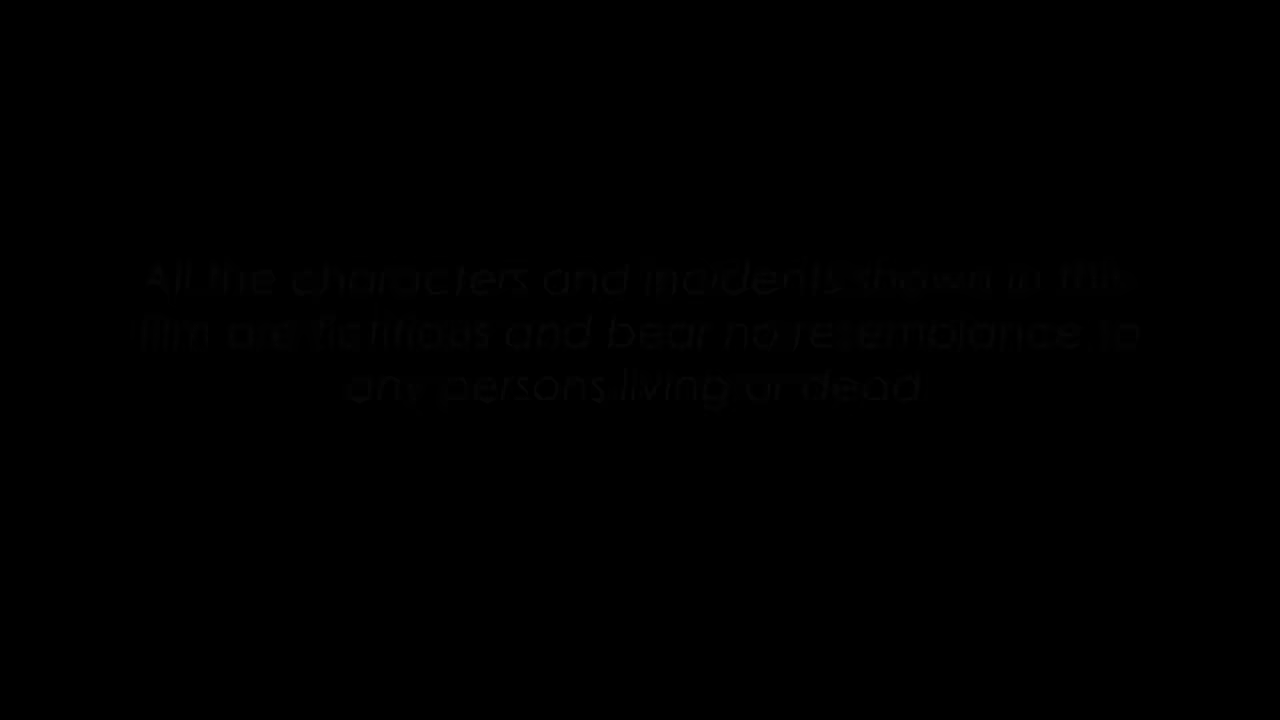 All the characters and incidents shown in this
film are fictitious and bear no resemblance to
any persons living or dead